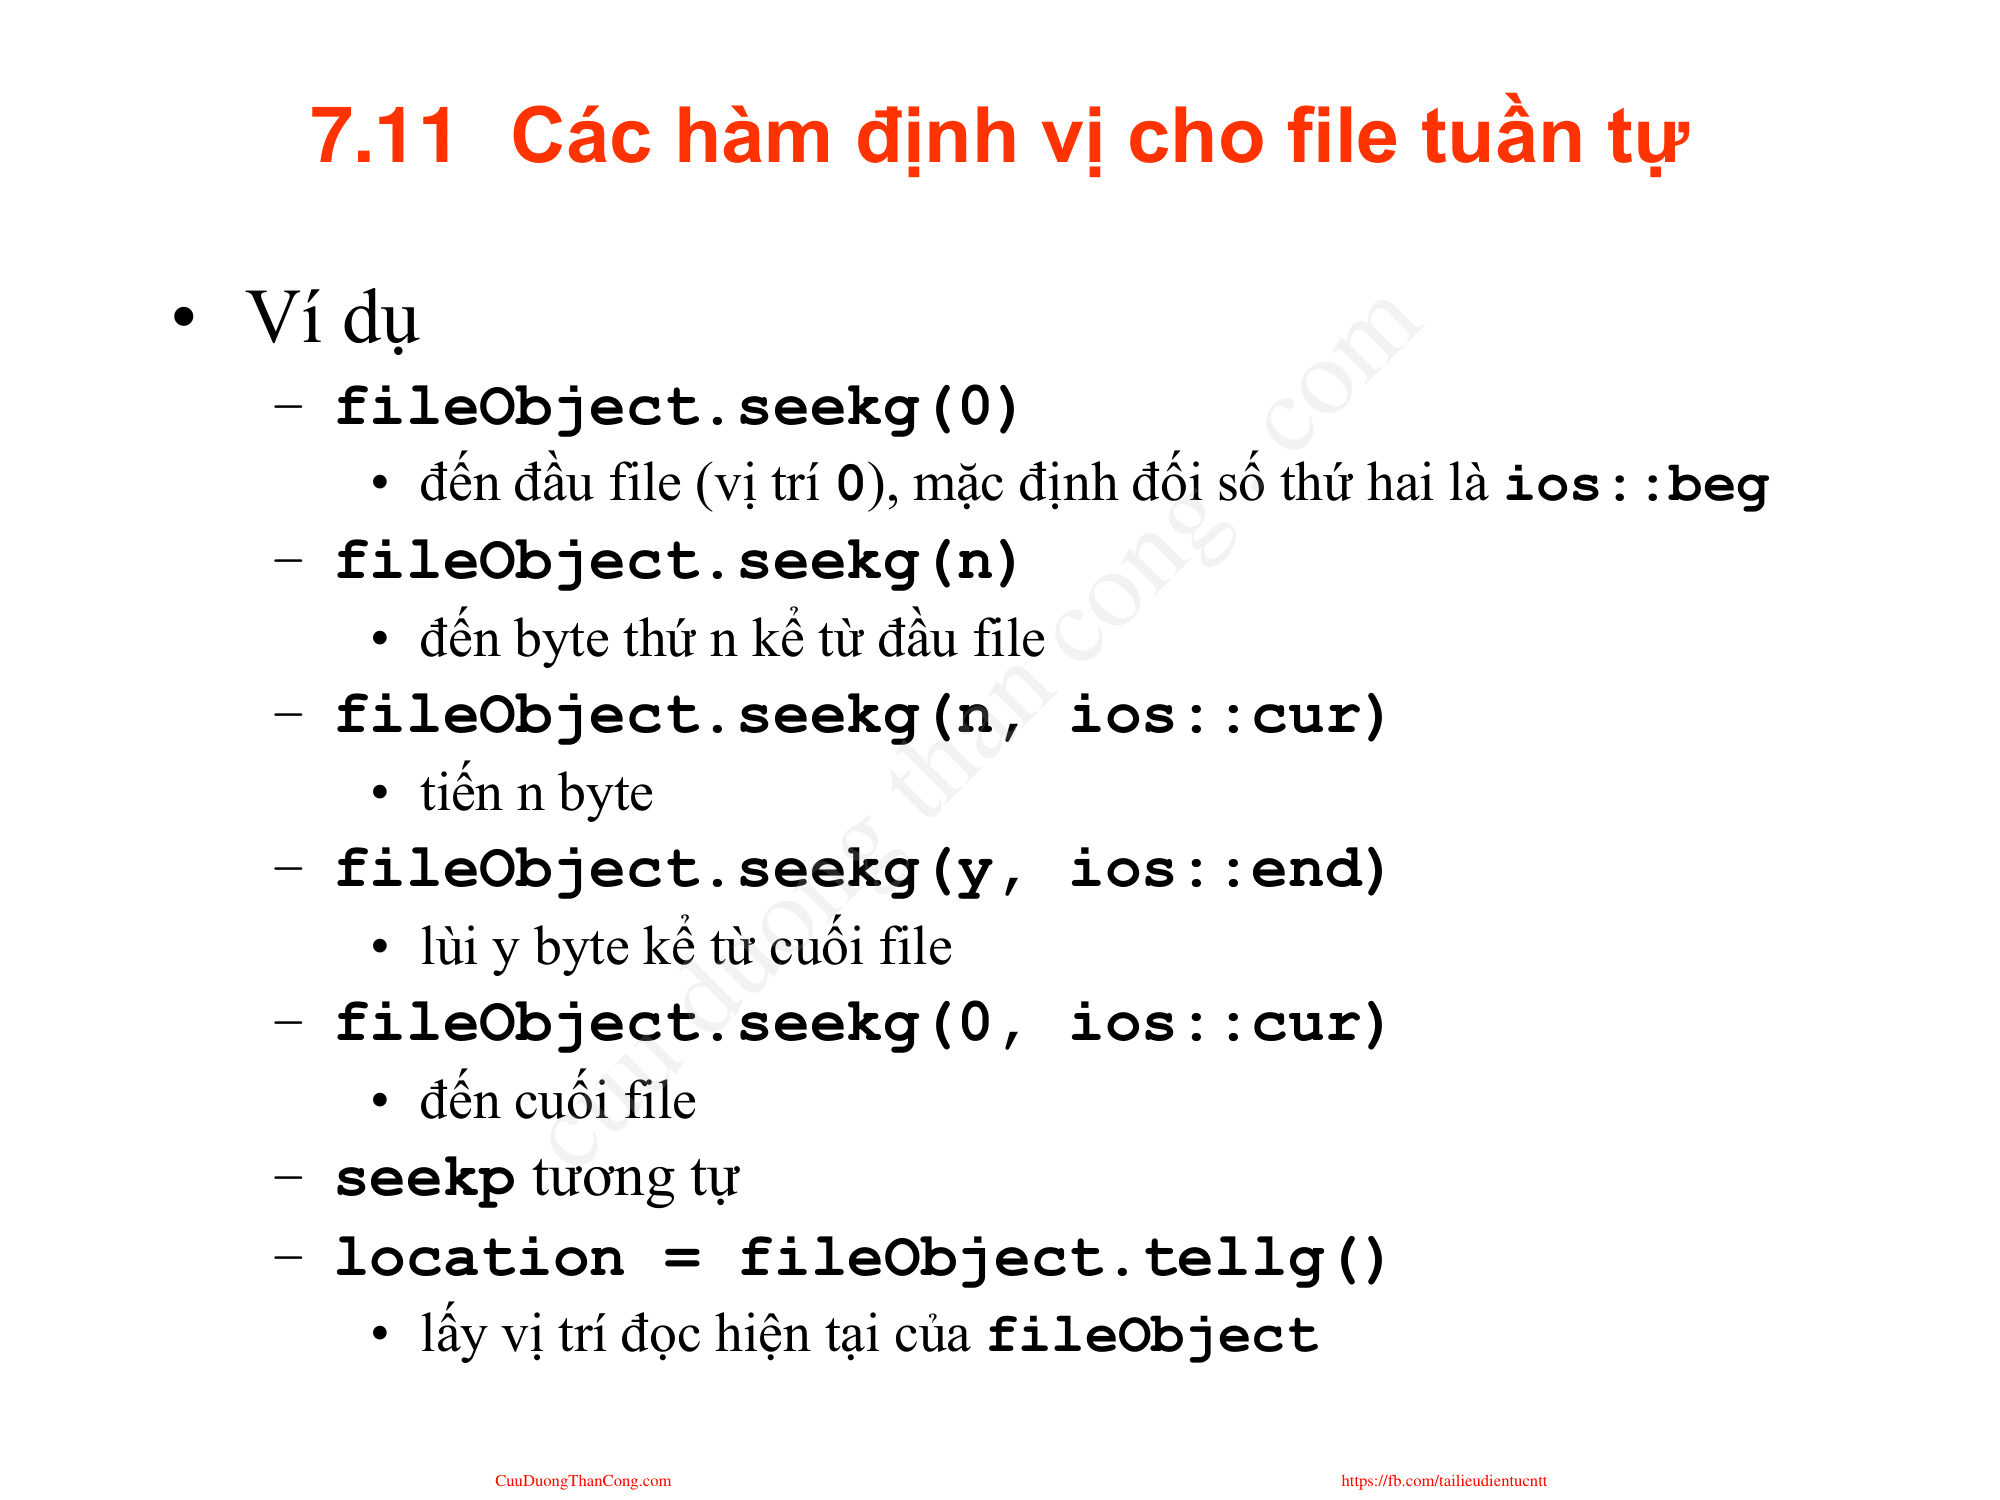 7.11 Các hàm định vị cho file tuần tự
• Ví dụ
– fileObject.seekg(0)
• đến đầu file (vị trí 0), mặc định đối số thứ hai là ios::beg
– fileObject.seekg(n)
• đến byte thứ n kể từ đầu file
– fileObject.seekg(n, ios::cur)
• tiến n byte
– fileObject.seekg(y, ios::end)
• lùi y byte kể từ cuối file
– fileObject.seekg(0, ios::cur)
• đến cuối file
– seekp tương tự
– location = fileObject.tellg()
• lấy vị trí đọc hiện tại của fileObject
cuu duong than cong . com
CuuDuongThanCong.com
https://fb.com/tailieudientucntt